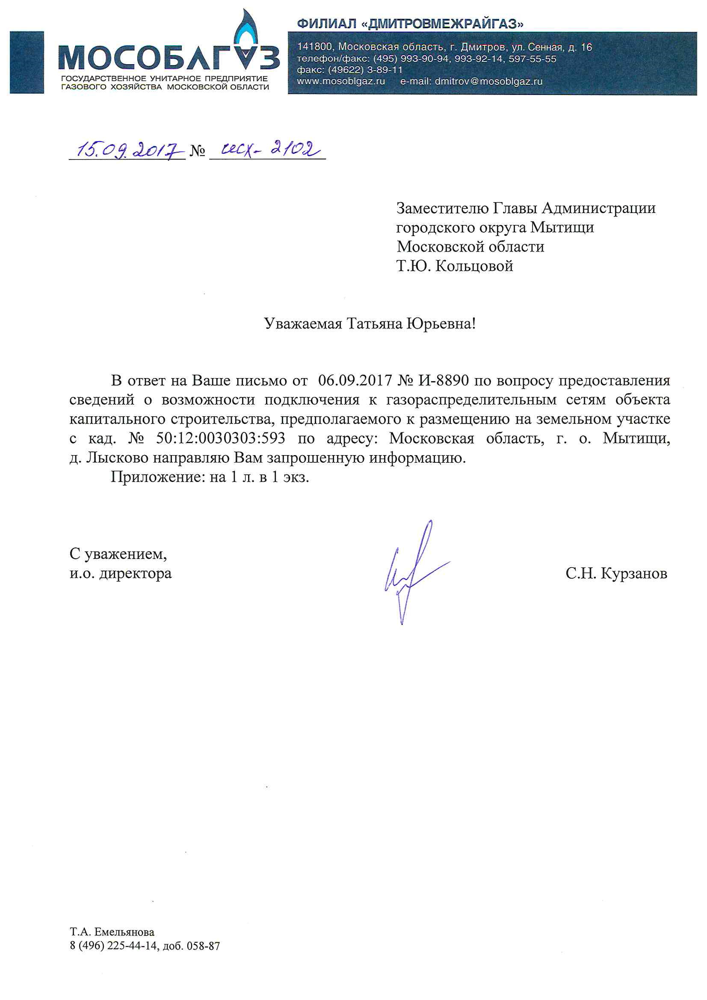 ФИЛИАЛ «ДМИТРОВМЕЖРАЙГАЗ»
МОСОБЛГАЗ
ГОСУДАРСТВЕННОЕ УНИТАРНОЕ ПРЕДПРИЯТИЕ
ГАЗОВОГО ХОЗЯЙСТВА МОСКОВСКОЙ ОБЛАСТИ
141800, Московская область, г. Дмитров, ул. Сенная, д. 16
телефон/факс: (495) 993-90-94, 993-92-14, 597-55-55
факс: (49622) 3-89-11
www.mosoblgaz.ru e-mail: dmitrov@mosoblgaz.ru
15.09.2017 № исх- 2102
Заместителю Главы Администрации
городского округа Мытищи
Московской области
Т.Ю. Кольцовой
Уважаемая Татьяна Юрьевна!
В ответ на Ваше письмо от 06.09.2017 № И-8890 по вопросу предоставления
сведений о возможности подключения к газораспределительным сетям объекта
капитального строительства, предполагаемого к размещению на земельном участке
с кад. № 50:12:0030303:593 по адресу: Московская область, г. о. Мытищи,
д. Лысково направляю Вам запрошенную информацию.
Приложение: на 1 л. в 1 экз.
С уважением,
и.о. директора С.Н. Курзанов
Т.А. Емельянова
8 (496) 225-44-14, доб. 058-87